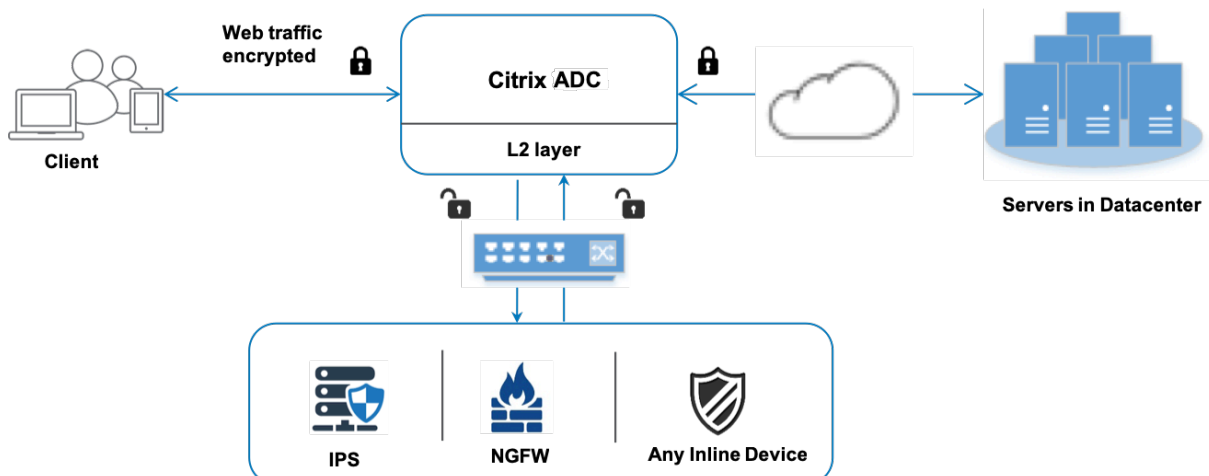 Web traffic
encrypted
Citrix ADC
L2 layer
Client
Servers in Datacenter
IPS
NGFW
Any Inline Device